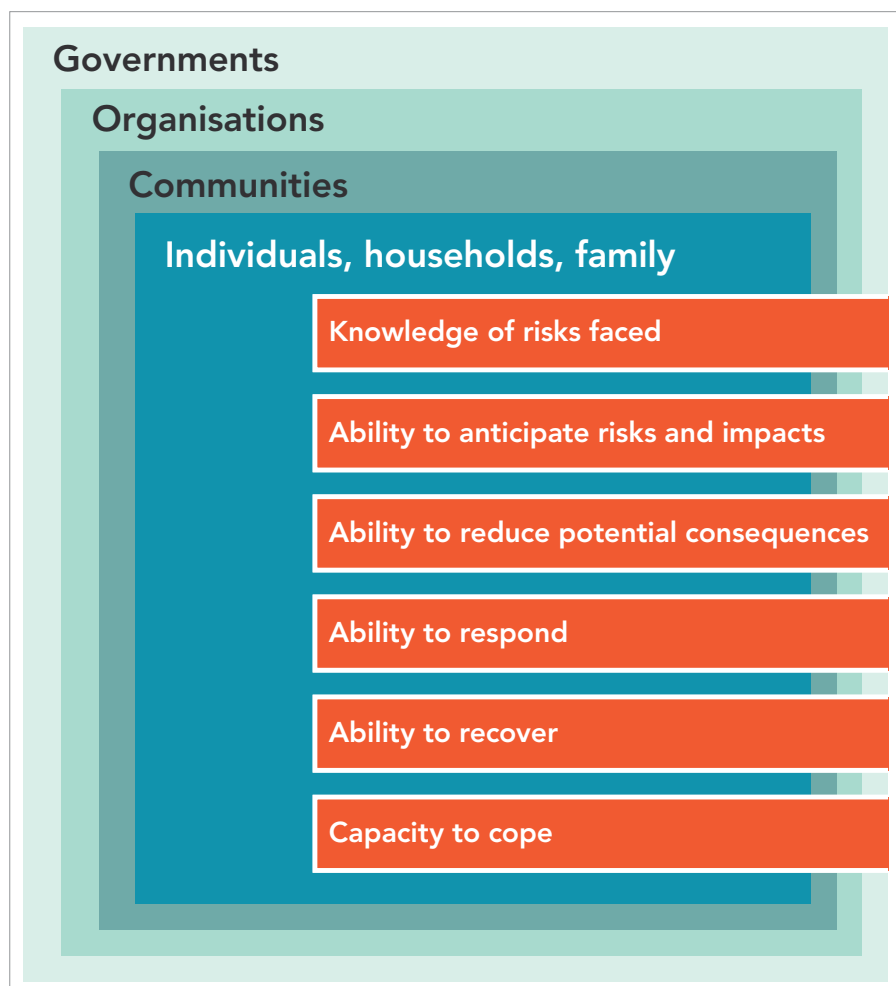 Governments
Organisations
Communities
Individuals, households, family
Knowledge of risks faced
Ability to anticipate risks and impacts
Ability to reduce potential consequences
Ability to respond
Ability to recover
Capacity to cope